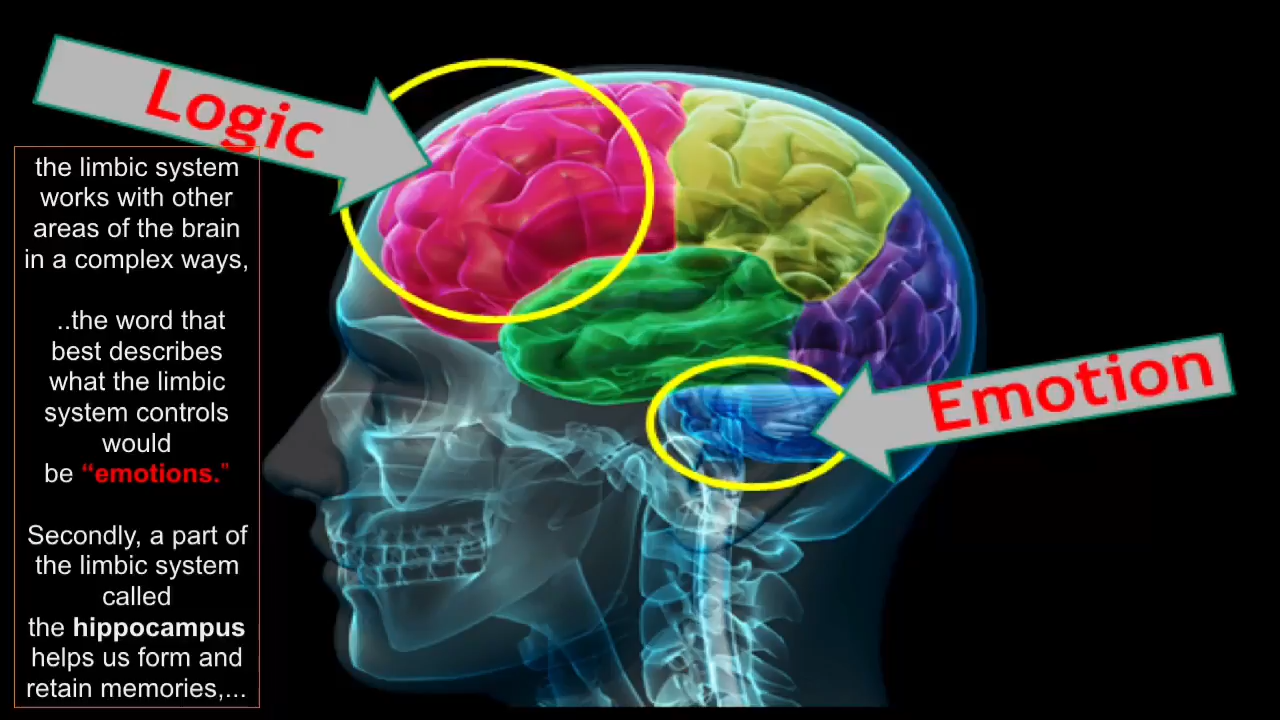 Logic
the limbic system
works with other
areas of the brain
in a complex ways,
..the word that
best describes
what the limbic
system controls
would
be “emotions.”
Secondly, a part of
the limbic system
called
the hippocampus
helps us form and
retain memories,...
Emotion